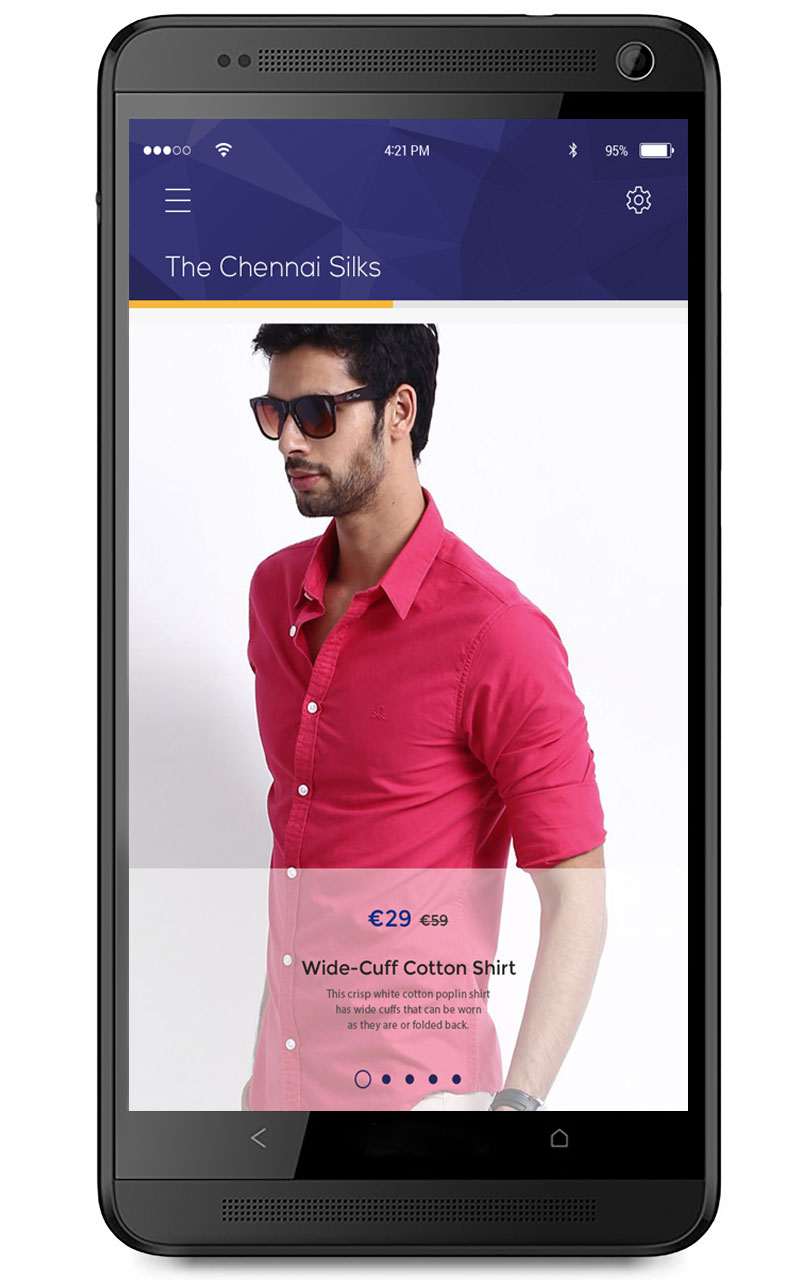 4:21 PM
95%
The Chennai Silks
€29 €59
Wide-Cuff Cotton Shirt
This crisp white cotton poplin shirt
has wide cuffs that can be worn
as they are or folded back.